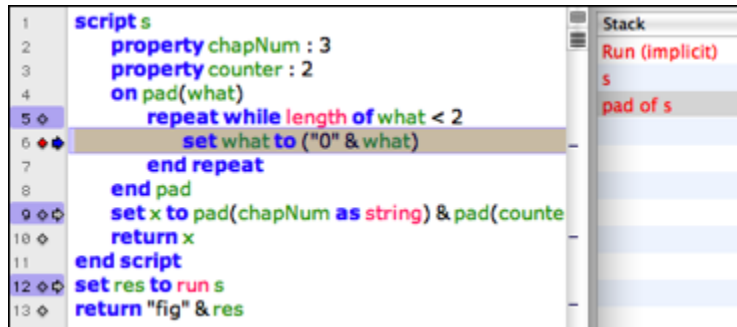 1 script s
2 property chapNum : 3
3 property counter : 2
4 on pad(what)
5 repeat while length of what < 2
6 set what to ("0" & what)
7 end repeat
8 end pad
9 set x to pad(chapNum as string) & pad(counte
10 return x
11 end script
12 set res to run s
13 return "fig" & res
Stack
Run (implicit)
s
pad of s